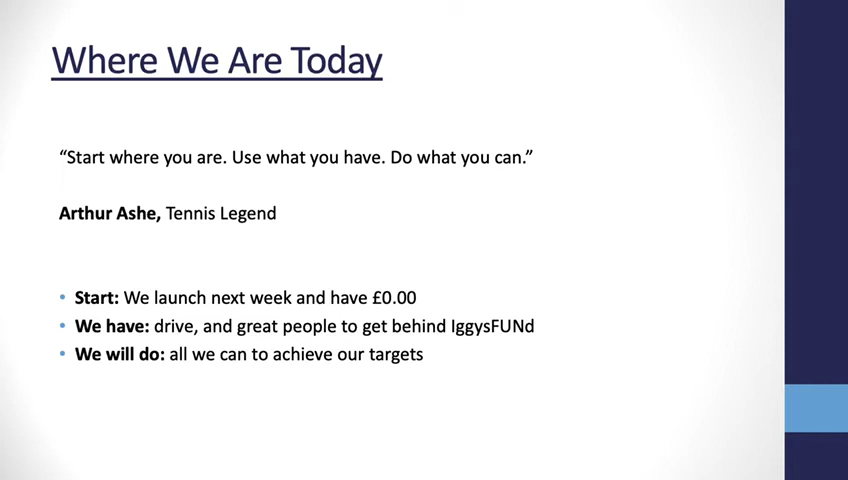 Where We Are Today
“Start where you are. Use what you have. Do what you can.”
Arthur Ashe, Tennis Legend
• Start: We launch next week and have £0.00
• We have: drive, and great people to get behind IggysFUNd
• We will do: all we can to achieve our targets